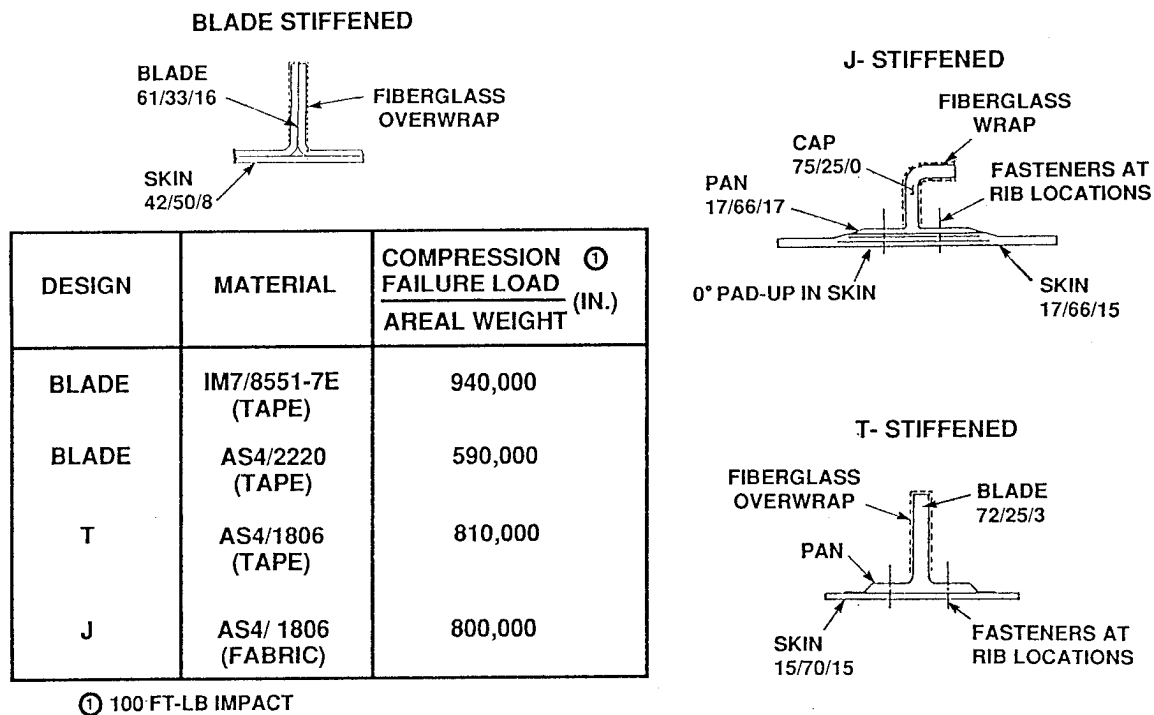 BLADE STIFFENED
BLADE
61/33/16
FIBERGLASS
OVERWRAP
SKIN
42/50/8
J- STIFFENED
FIBERGLASS
WRAP
CAP
75/25/0
FASTENERS AT
RIB LOCATIONS
PAN
17/66/17
0° PAD-UP IN SKIN
SKIN
17/66/15
DESIGN
MATERIAL
COMPRESSION ①
FAILURE LOAD
(IN.)
AREAL WEIGHT
BLADE IM7/8551-7E 940,000
(TAPE)
BLADE AS4/2220 590,000
(TAPE)
T AS4/1806 810,000
(TAPE)
J AS4/ 1806 800,000
(FABRIC)
① 100 FT-LB IMPACT
T- STIFFENED
FIBERGLASS
OVERWRAP
BLADE
72/25/3
PAN
SKIN
15/70/15
FASTENERS AT
RIB LOCATIONS